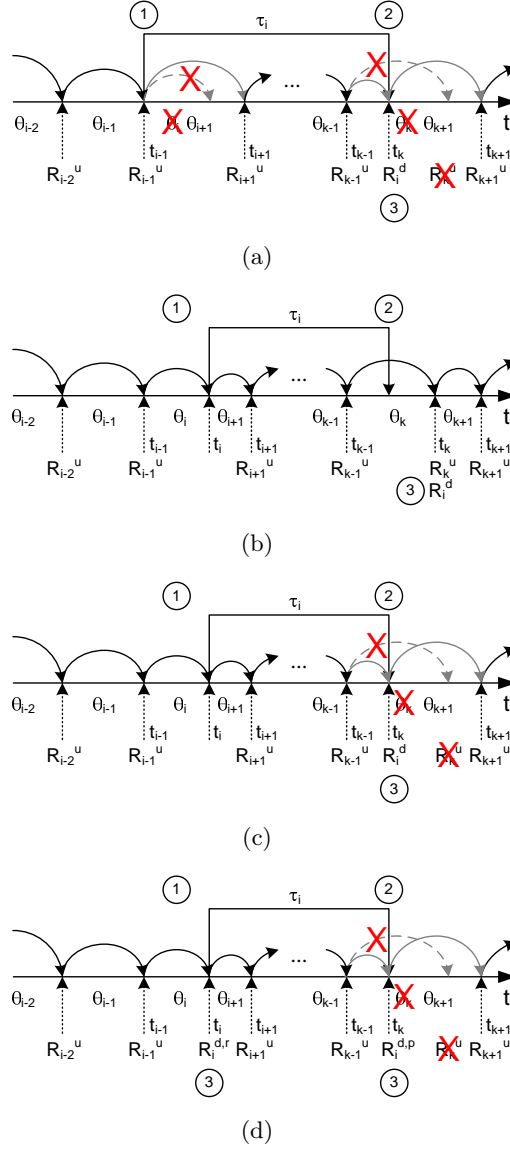 1 2
τi
X X
...
θi-2 θi-1 θi X θi+1 θk-1 θk X θk+1 t
ti-1 ti+1 tk-1 tk tk+1
Ri-2u Ri-1u Ri+1u Rk-1u Rid Rku X Rk+1u
3
(a)
1 2
τi
...
θi-2 θi-1 θi θi+1 θk-1 θk θk+1 t
ti-1 ti ti+1 tk-1 tk tk+1
Ri-2u Ri-1u Ri+1u Rk-1u Rku Rk+1u
3 Rid
(b)
1 2
τi
X
...
θi-2 θi-1 θi θi+1 θk-1 θk X θk+1 t
ti-1 ti ti+1 tk-1 tk tk+1
Ri-2u Ri-1u Ri+1u Rk-1u Rid Rku X Rk+1u
3
(c)
1 2
τi
X
...
θi-2 θi-1 θi θi+1 θk-1 θk X θk+1 t
ti-1 ti ti+1 tk-1 tk tk+1
Ri-2u Ri-1u Rid,r Ri+1u Rk-1u Rid,p Rku X Rk+1u
3 3
(d)